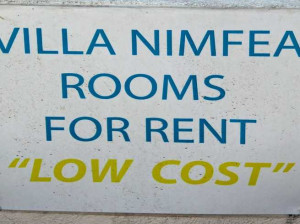 VILLA NIMFEA
ROOMS
FOR RENT
"LOW COST"